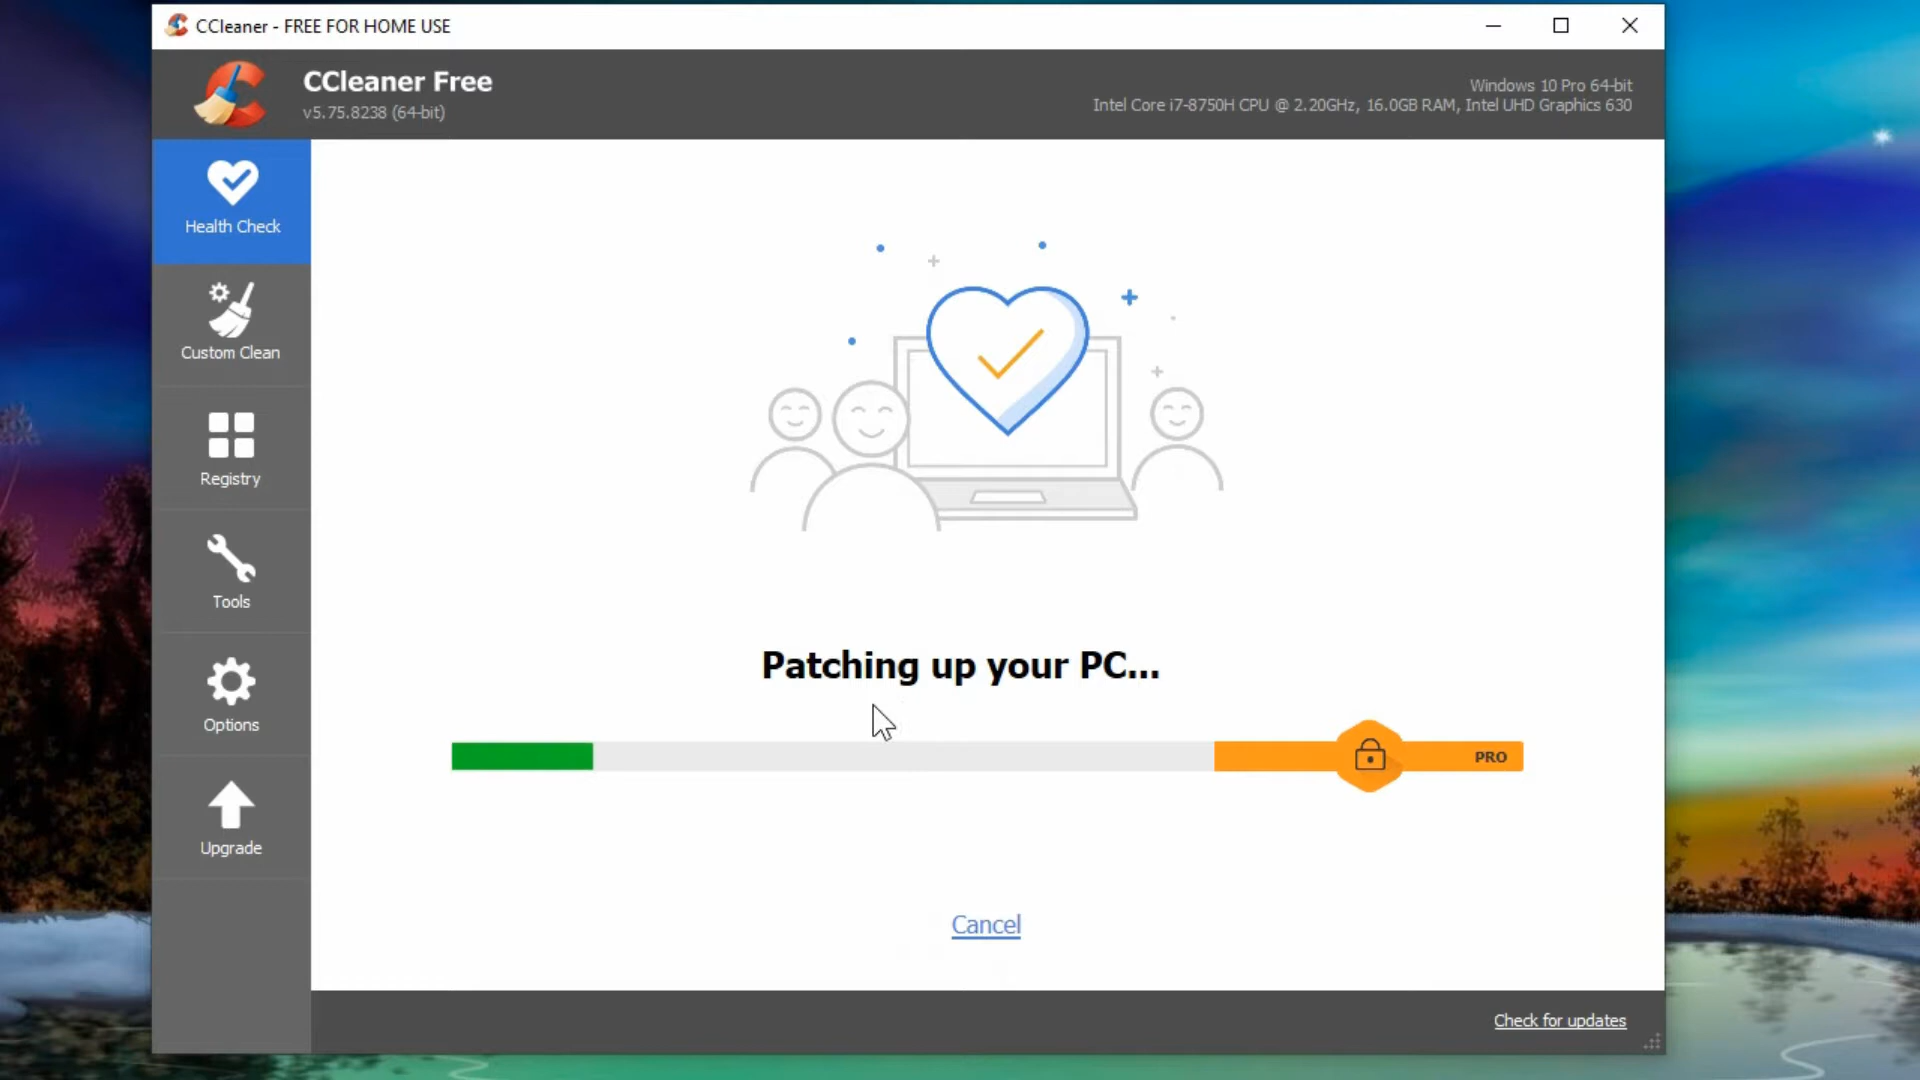 CCleaner - FREE FOR HOME USE
CCleaner Free
v5.75.8238 (64-bit)
Windows 10 Pro 64-bit
Intel Core i7-8750H CPU @ 2.20GHz, 16.0GB RAM, Intel UHD Graphics 630
Health Check
Custom Clean
Registry
Tools
Options
Upgrade
Patching up your PC...
PRO
Cancel
Check for updates